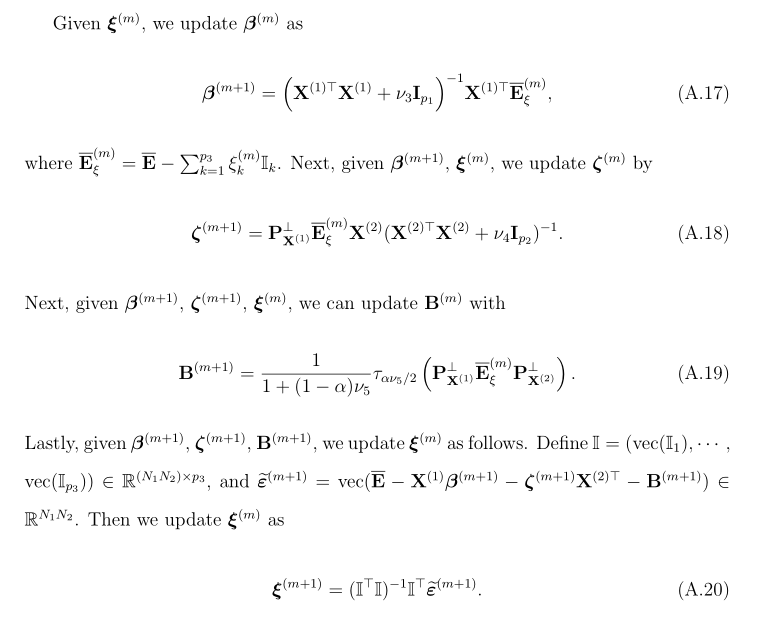 Given $\boldsymbol{\xi}^{(m)}$, we update $\boldsymbol{\beta}^{(m)}$ as
$\boldsymbol{\beta}^{(m+1)} = \left(\mathbf{X}^{(1)\top}\mathbf{X}^{(1)} + \nu_3\mathbf{I}_{p_1}\right)^{-1}\mathbf{X}^{(1)\top}\overline{\mathbf{E}}_{\xi}^{(m)},$ (A.17)
where $\overline{\mathbf{E}}_{\xi}^{(m)} = \overline{\mathbf{E}} - \sum_{k=1}^{p_3}\xi_k^{(m)}\mathbb{I}_k$. Next, given $\boldsymbol{\beta}^{(m+1)}$, $\boldsymbol{\xi}^{(m)}$, we update $\boldsymbol{\zeta}^{(m)}$ by
$\boldsymbol{\zeta}^{(m+1)} = \mathbf{P}_{\mathbf{X}^{(1)}}^{\perp}\overline{\mathbf{E}}_{\xi}^{(m)}\mathbf{X}^{(2)}(\mathbf{X}^{(2)\top}\mathbf{X}^{(2)} + \nu_4\mathbf{I}_{p_2})^{-1}.$ (A.18)
Next, given $\boldsymbol{\beta}^{(m+1)}$, $\boldsymbol{\zeta}^{(m+1)}$, $\boldsymbol{\xi}^{(m)}$, we can update $\mathbf{B}^{(m)}$ with
$\mathbf{B}^{(m+1)} = \frac{1}{1 + (1-\alpha)\nu_5}\tau_{\alpha\nu_5/2}\left(\mathbf{P}_{\mathbf{X}^{(1)}}^{\perp}\overline{\mathbf{E}}_{\xi}^{(m)}\mathbf{P}_{\mathbf{X}^{(2)}}^{\perp}\right).$ (A.19)
Lastly, given $\boldsymbol{\beta}^{(m+1)}$, $\boldsymbol{\zeta}^{(m+1)}$, $\mathbf{B}^{(m+1)}$, we update $\boldsymbol{\xi}^{(m)}$ as follows. Define $\mathbb{I} = (\text{vec}(\mathbb{I}_1), \cdots,$
$\text{vec}(\mathbb{I}_{p_3})) \in \mathbb{R}^{(N_1N_2)\times p_3}$, and $\widetilde{\boldsymbol{\varepsilon}}^{(m+1)} = \text{vec}(\overline{\mathbf{E}} - \mathbf{X}^{(1)}\boldsymbol{\beta}^{(m+1)} - \boldsymbol{\zeta}^{(m+1)}\mathbf{X}^{(2)\top} - \mathbf{B}^{(m+1)}) \in$
$\mathbb{R}^{N_1N_2}$. Then we update $\boldsymbol{\xi}^{(m)}$ as
$\boldsymbol{\xi}^{(m+1)} = (\mathbb{I}^{\top}\mathbb{I})^{-1}\mathbb{I}^{\top}\widetilde{\boldsymbol{\varepsilon}}^{(m+1)}.$ (A.20)